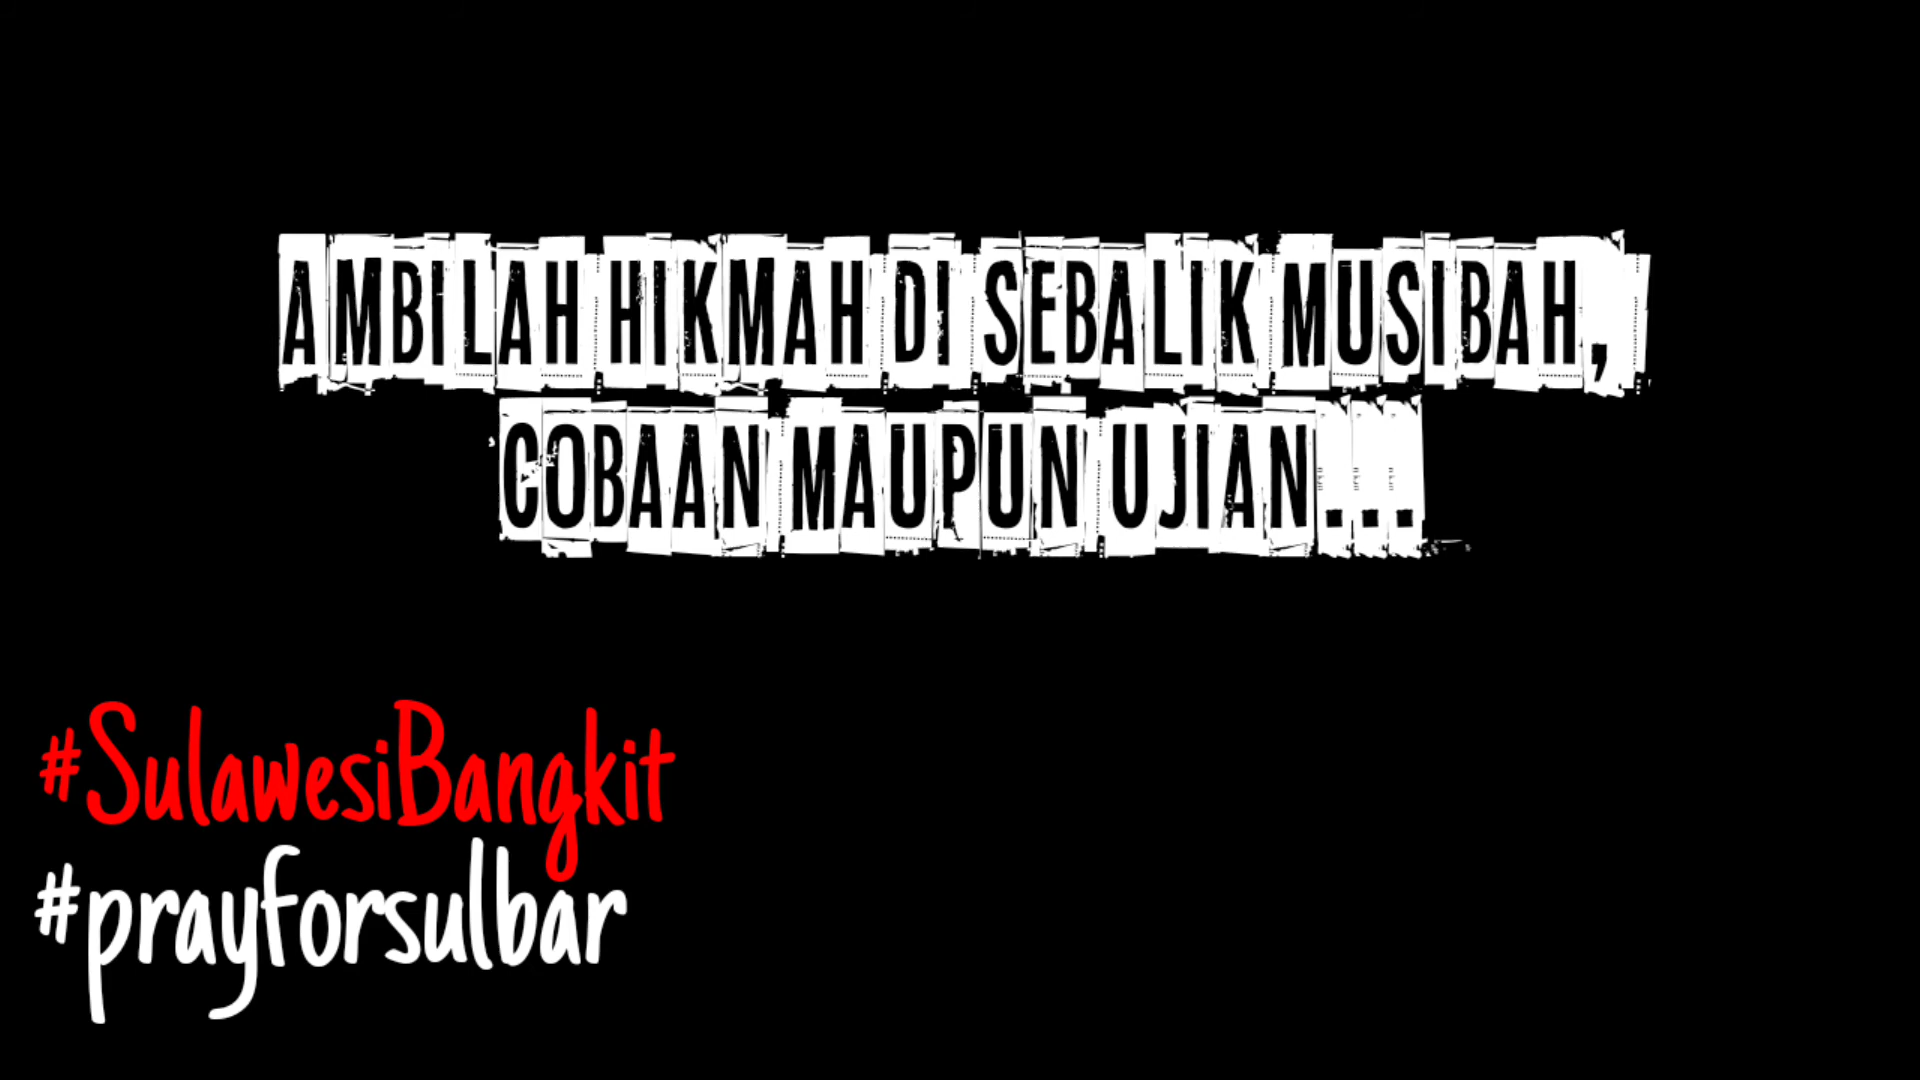 AMBILAH HIKMAH DI SEBALIK MUSIBAH,
COBAAN MAUPUN UJIAN...
#SulawesiBangkit
#prayforsulbar